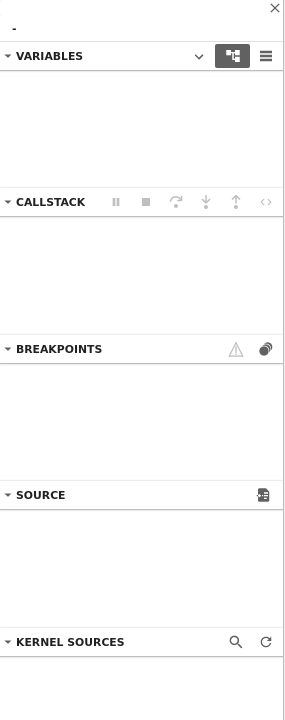 -
VARIABLES
CALLSTACK
BREAKPOINTS
SOURCE
KERNEL SOURCES